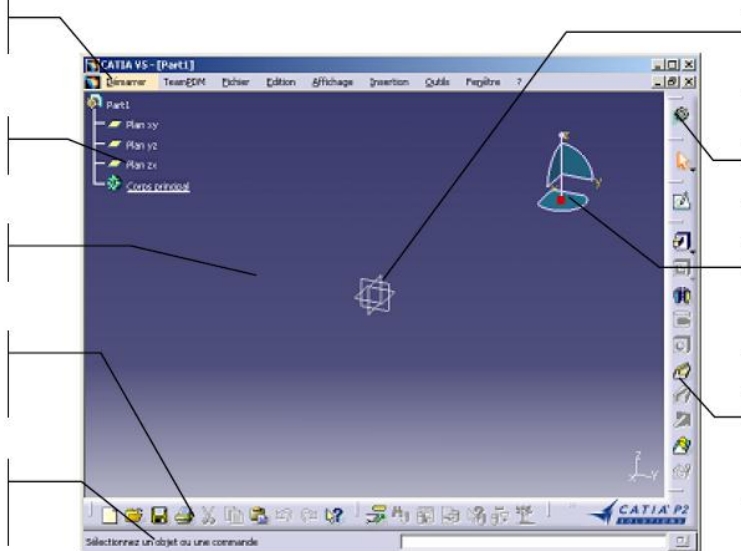 CATIA V5 - [Part1]
Démarrer TeamPDM Fichier Edition Affichage Insertion Outils Fenêtre ?
Part1
Plan xy
Plan yz
Plan zx
Corps principal
z
y
x
z
y
CATIA P2
SOLUTIONS
Sélectionnez un objet ou une commande